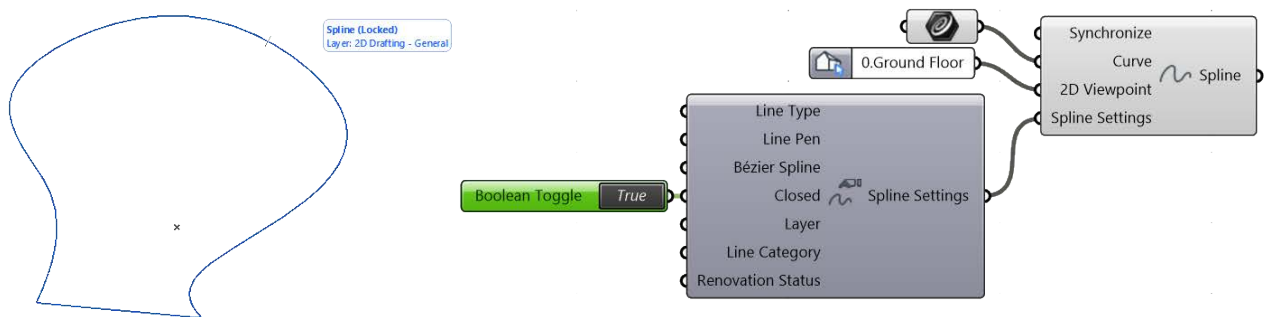 Spline (Locked)
Layer: 2D Drafting - General
0.Ground Floor
Synchronize
Curve
2D Viewpoint
Spline Settings
Spline
Boolean Toggle True
Line Type
Line Pen
Bézier Spline
Closed
Layer
Line Category
Renovation Status
Spline Settings